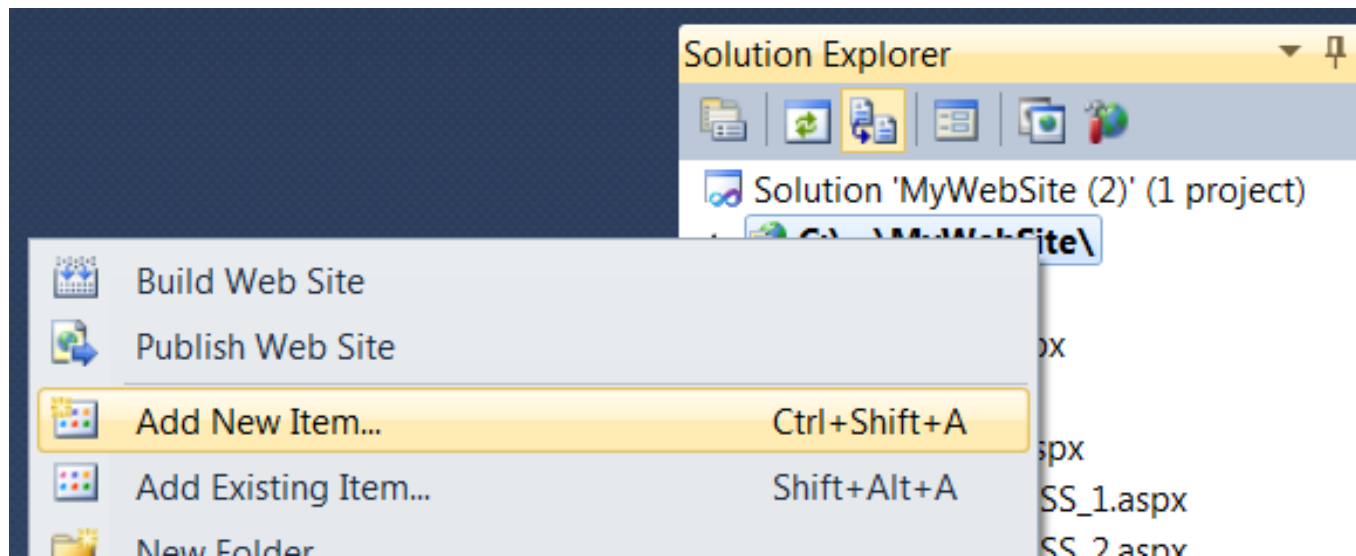 Solution Explorer
Solution 'MyWebSite (2)' (1 project)
C:\...\MyWebSite\
Build Web Site
Publish Web Site
px
Add New Item... Ctrl+Shift+A
spx
Add Existing Item... Shift+Alt+A
SS_1.aspx
New Folder
SS_2.aspx